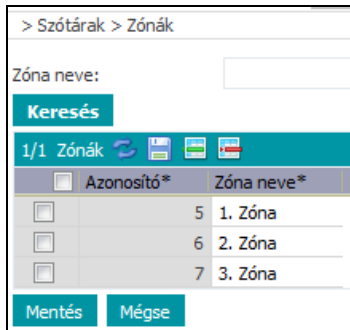 > Szótárak > Zónák
Zóna neve:
Keresés
1/1 Zónák
Azonosító* Zóna neve*
5 1. Zóna
6 2. Zóna
7 3. Zóna
Mentés Mégse